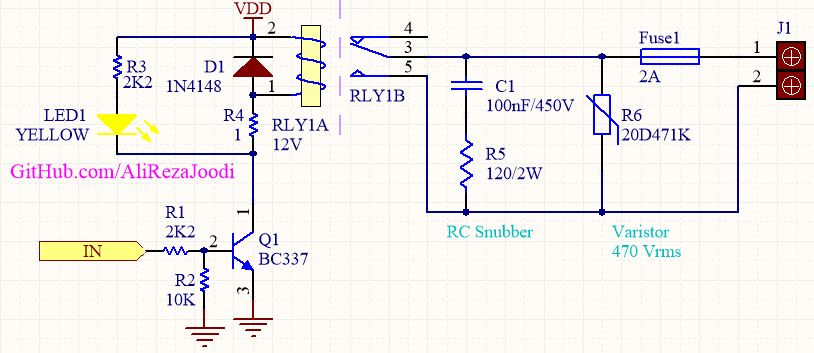 VDD
2
4
J1
R3
2K2
D1
1N4148
3
Fuse1
1
5
2A
2
1
RLY1B
C1
100nF/450V
LED1
YELLOW
R4
1
RLY1A
12V
R6
20D471K
GitHub.com/AliRezaJoodi
R5
120/2W
R1
2K2
1
RC Snubber
Varistor
470 Vrms
IN
2
Q1
BC337
R2
10K
3